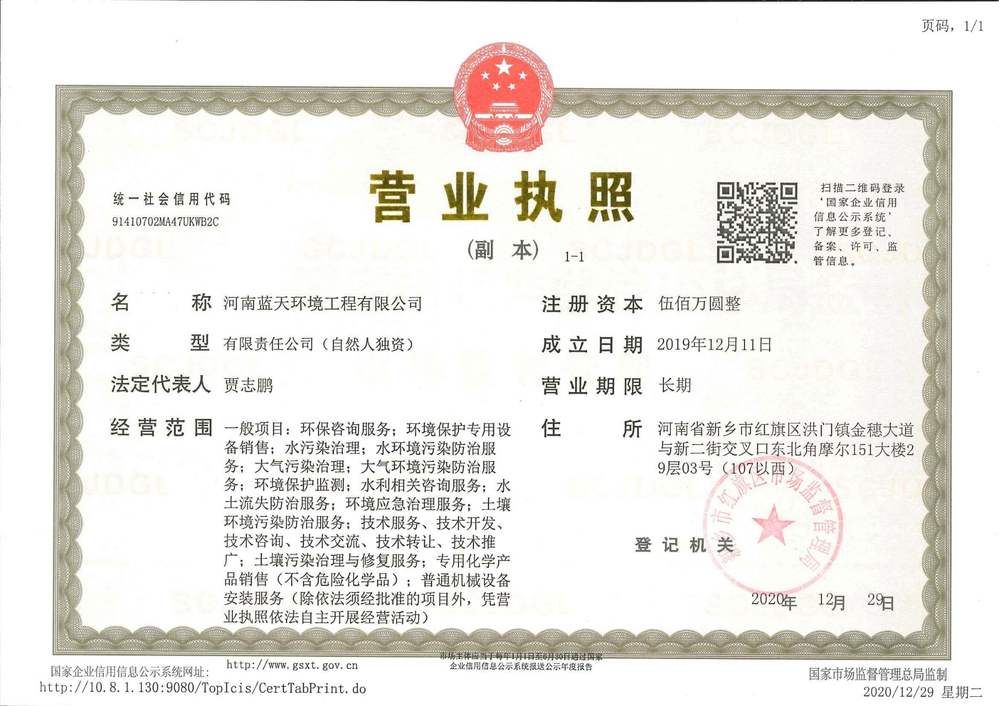 页码，1/1
统一社会信用代码
91410702MA47UKWB2C
营业执照
(副 本) 1-1
扫描二维码登录
‘国家企业信用
信息公示系统’
了解更多登记、
备案、许可、监
管信息。
名 称 河南蓝天环境工程有限公司
类 型 有限责任公司（自然人独资）
法定代表人 贾志鹏
经营范围 一般项目：环保咨询服务；环境保护专用设
备销售；水污染治理；水环境污染防治服
务；大气污染治理；大气环境污染防治服
务；环境保护监测；水利相关咨询服务；水
土流失防治服务；环境应急治理服务；土壤
环境污染防治服务；技术服务、技术开发、
技术咨询、技术交流、技术转让、技术推
广；土壤污染治理与修复服务；专用化学产
品销售（不含危险化学品）；普通机械设备
安装服务（除依法须经批准的项目外，凭营
业执照依法自主开展经营活动）
注册资本 伍佰万圆整
成立日期 2019年12月11日
营业期限 长期
住 所 河南省新乡市红旗区洪门镇金穗大道
与新二街交叉口东北角摩尔151大楼2
9层03号（107以西）
新乡市红旗区市场监督管理局
登记机关
2020年 12月 29日
国家企业信用信息公示系统网址：
http://www.gsxt.gov.cn
市场主体应当于每年1月1日至6月30日通过国家
企业信用信息公示系统报送公示年度报告
国家市场监督管理总局监制
http://10.8.1.130:9080/TopIcis/CertTabPrint.do
2020/12/29 星期二